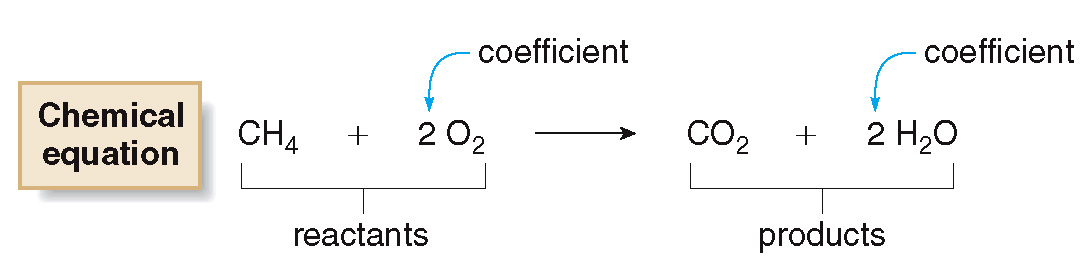 coefficient coefficient
Chemical
equation
CH₄ + 2 O₂ ⟶ CO₂ + 2 H₂O
reactants products